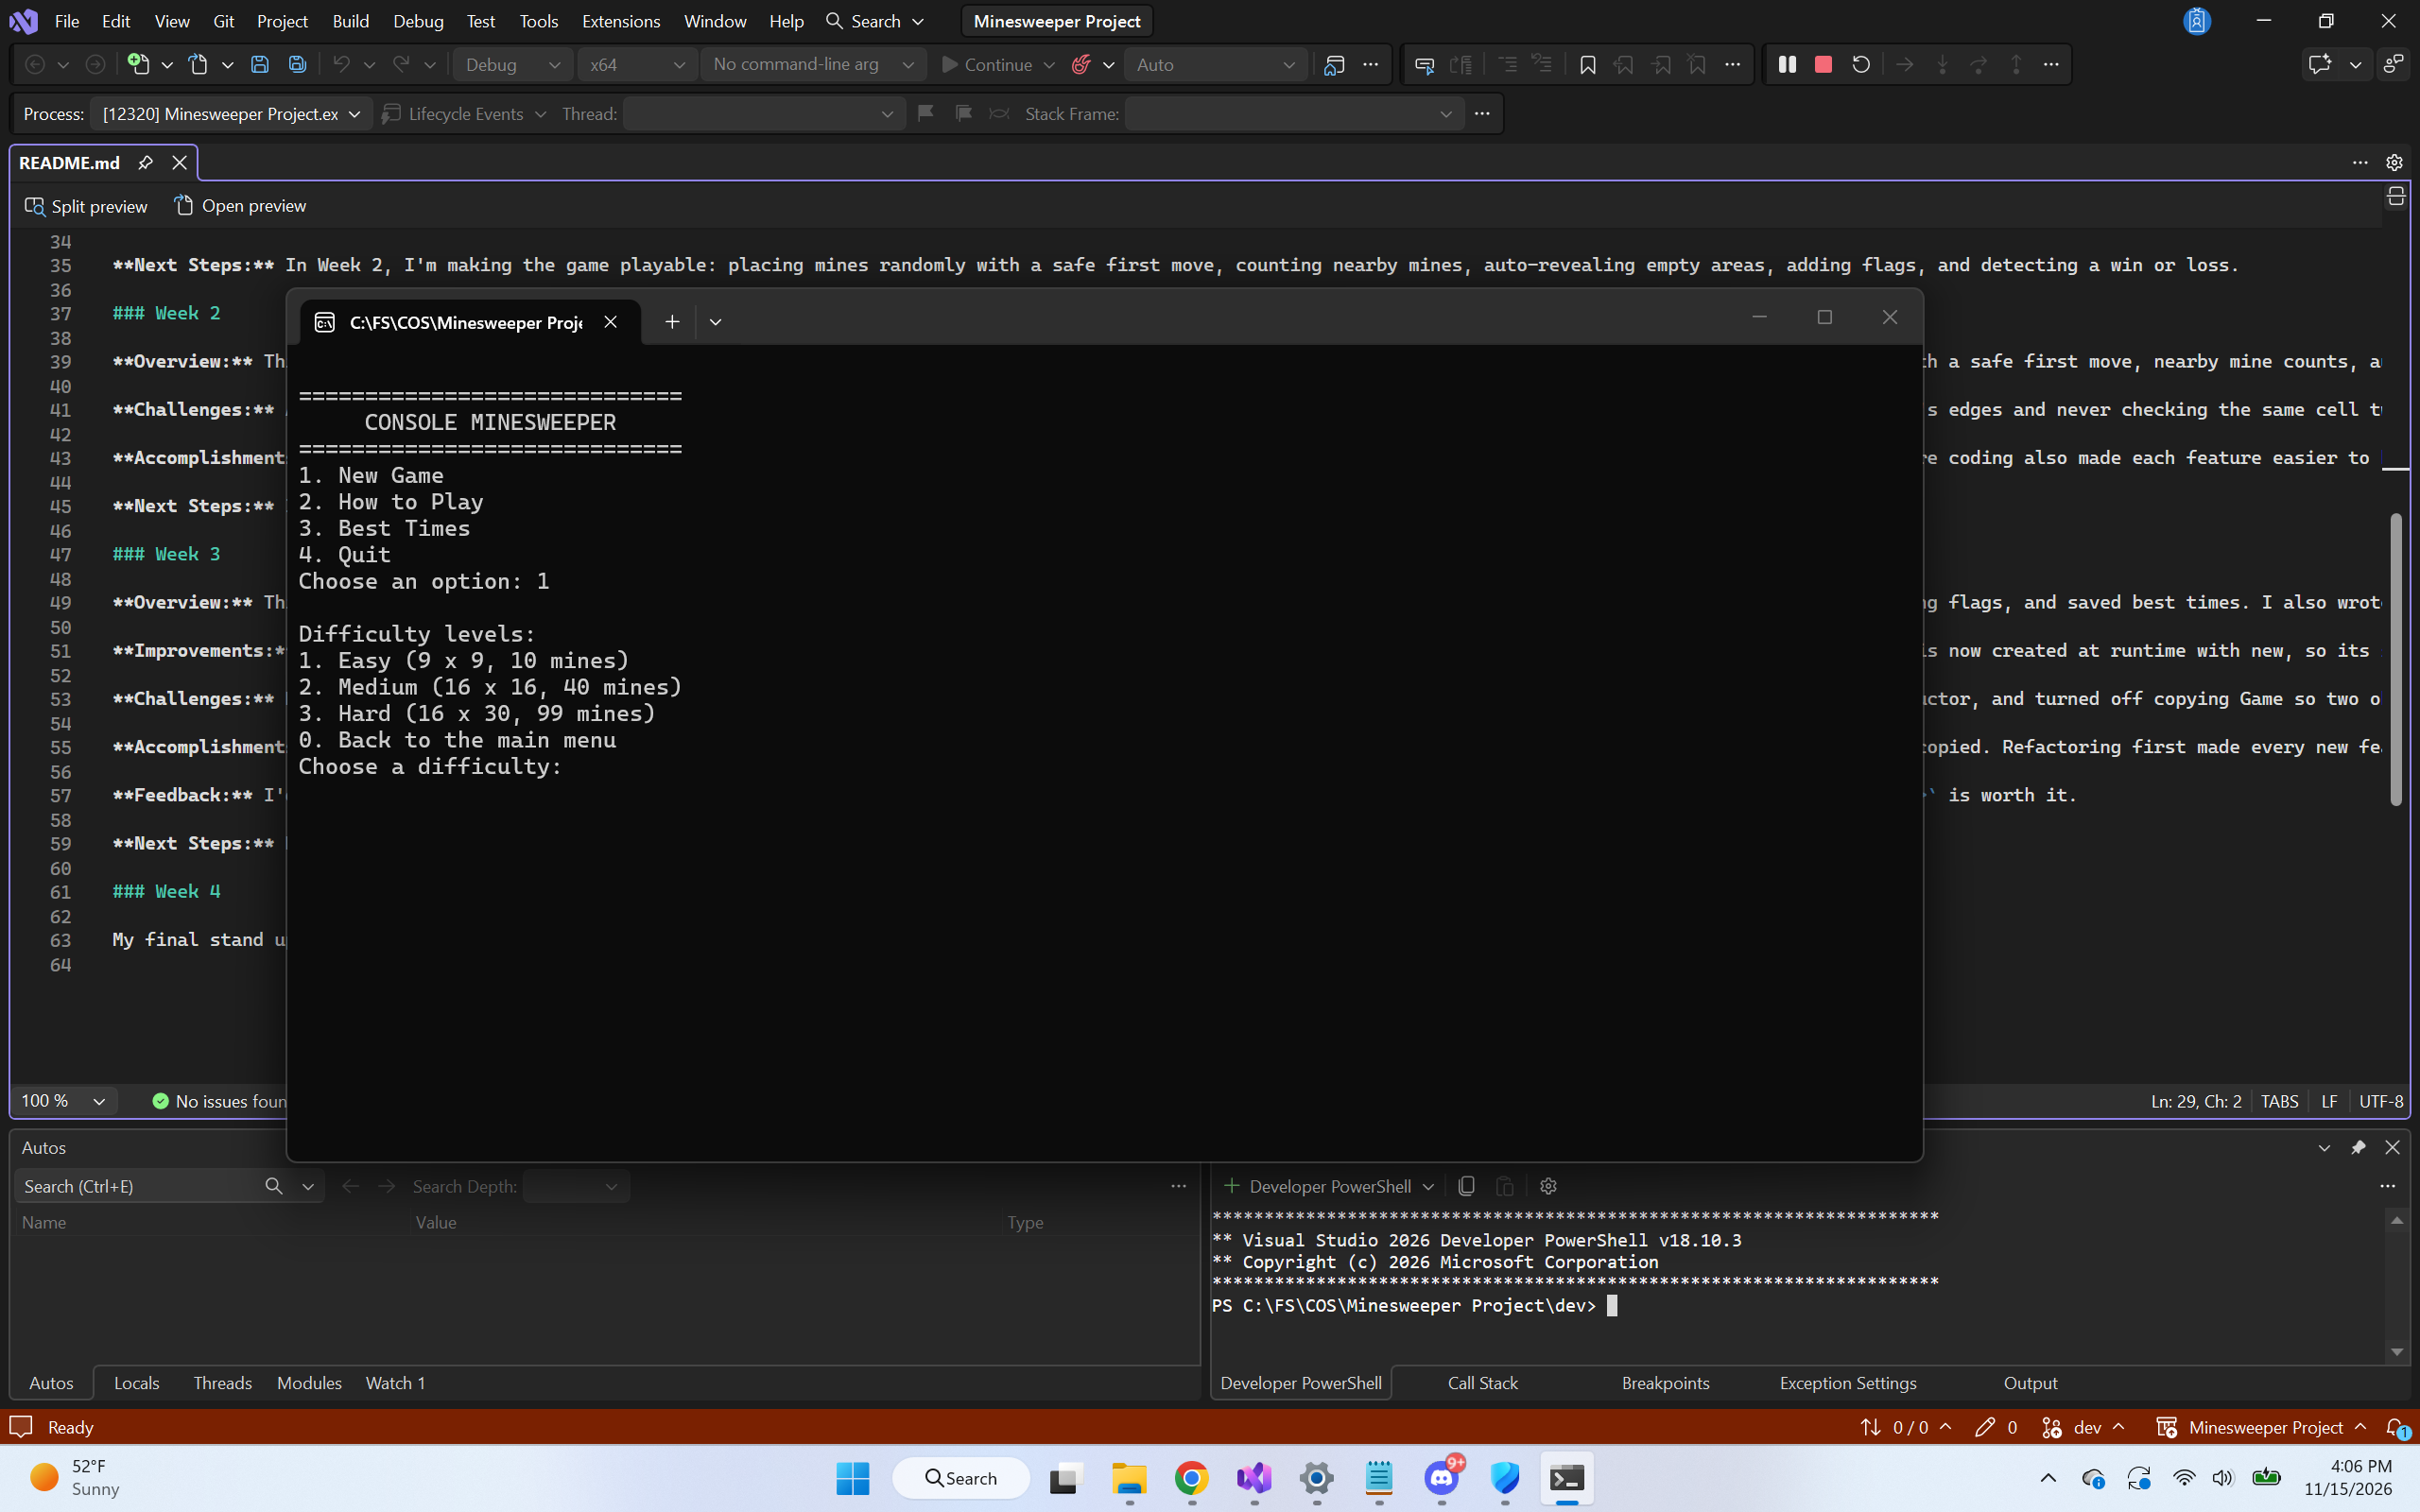 File Edit View Git Project Build Debug Test Tools Extensions Window Help Search Minesweeper Project
Debug x64 No command-line arg Continue Auto
Process: [12320] Minesweeper Project.ex Lifecycle Events Thread: Stack Frame:
README.md
Split preview Open preview
34
35 **Next Steps:** In Week 2, I'm making the game playable: placing mines randomly with a safe first move, counting nearby mines, auto-revealing empty areas, adding flags, and detecting a win or loss.
36
37 ### Week 2
38
39 **Overview:** Th h a safe first move, nearby mine counts, a
40
41 **Challenges:** s edges and never checking the same cell t
42
43 **Accomplishment re coding also made each feature easier to
44
45 **Next Steps:**
46
47 ### Week 3
48
49 **Overview:** Th g flags, and saved best times. I also wrot
50
51 **Improvements:* is now created at runtime with new, so its
52
53 **Challenges:** ctor, and turned off copying Game so two o
54
55 **Accomplishment copied. Refactoring first made every new fe
56
57 **Feedback:** I' ` is worth it.
58
59 **Next Steps:**
60
61 ### Week 4
62
63 My final stand u
64
C:\FS\COS\Minesweeper Proje
=============================
CONSOLE MINESWEEPER
=============================
1. New Game
2. How to Play
3. Best Times
4. Quit
Choose an option: 1
Difficulty levels:
1. Easy (9 x 9, 10 mines)
2. Medium (16 x 16, 40 mines)
3. Hard (16 x 30, 99 mines)
0. Back to the main menu
Choose a difficulty:
100 % No issues foun Ln: 29, Ch: 2 TABS LF UTF-8
Autos
Search (Ctrl+E) Search Depth:
Name Value Type
Autos Locals Threads Modules Watch 1
Developer PowerShell
************************************************************************
** Visual Studio 2026 Developer PowerShell v18.10.3
** Copyright (c) 2026 Microsoft Corporation
************************************************************************
PS C:\FS\COS\Minesweeper Project\dev>
Developer PowerShell Call Stack Breakpoints Exception Settings Output
Ready 0 / 0 0 dev Minesweeper Project 1
52°F
Sunny
Search
9+
4:06 PM
11/15/2026